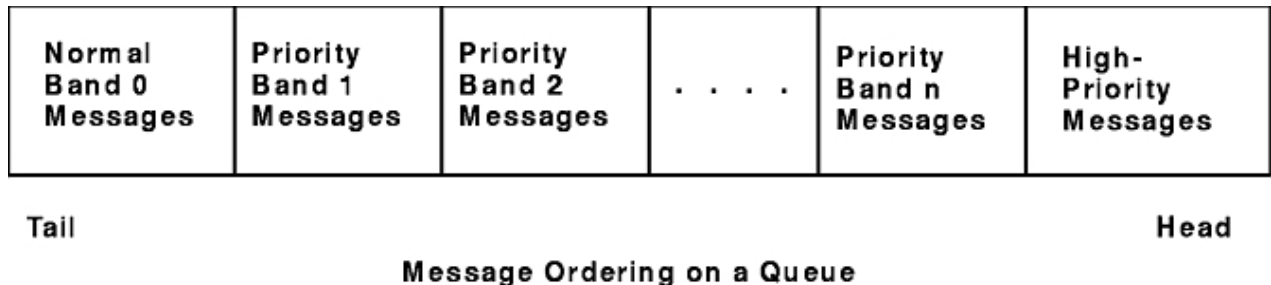 Normal
Band 0
Messages
Priority
Band 1
Messages
Priority
Band 2
Messages
. . . .
Priority
Band n
Messages
High-
Priority
Messages
Tail
Head
Message Ordering on a Queue